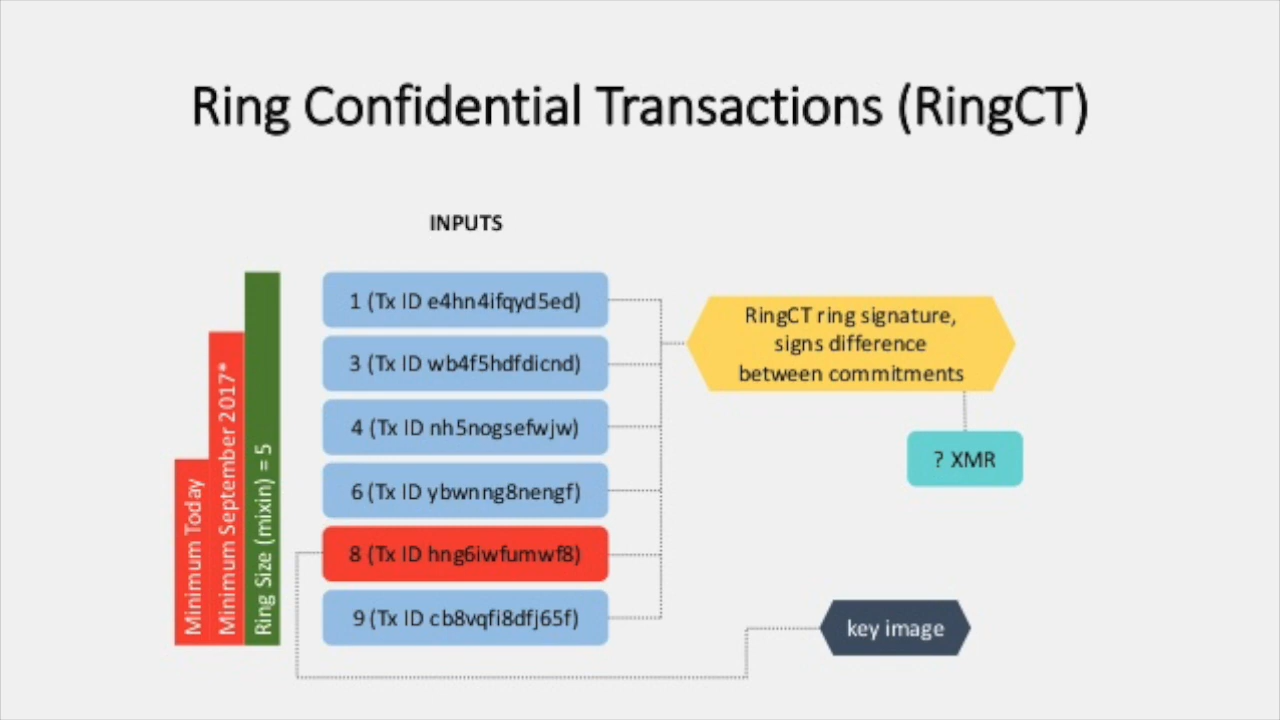 Ring Confidential Transactions (RingCT)
INPUTS
1 (Tx ID e4hn4ifqyd5ed)
3 (Tx ID wb4f5hdfdicnd)
4 (Tx ID nh5nogsefwjw)
6 (Tx ID ybwnng8nengf)
8 (Tx ID hng6iwfumwf8)
9 (Tx ID cb8vqfi8dfj65f)
Minimum Today
Minimum September 2017*
Ring Size (mixin) = 5
RingCT ring signature,
signs difference
between commitments
? XMR
key image